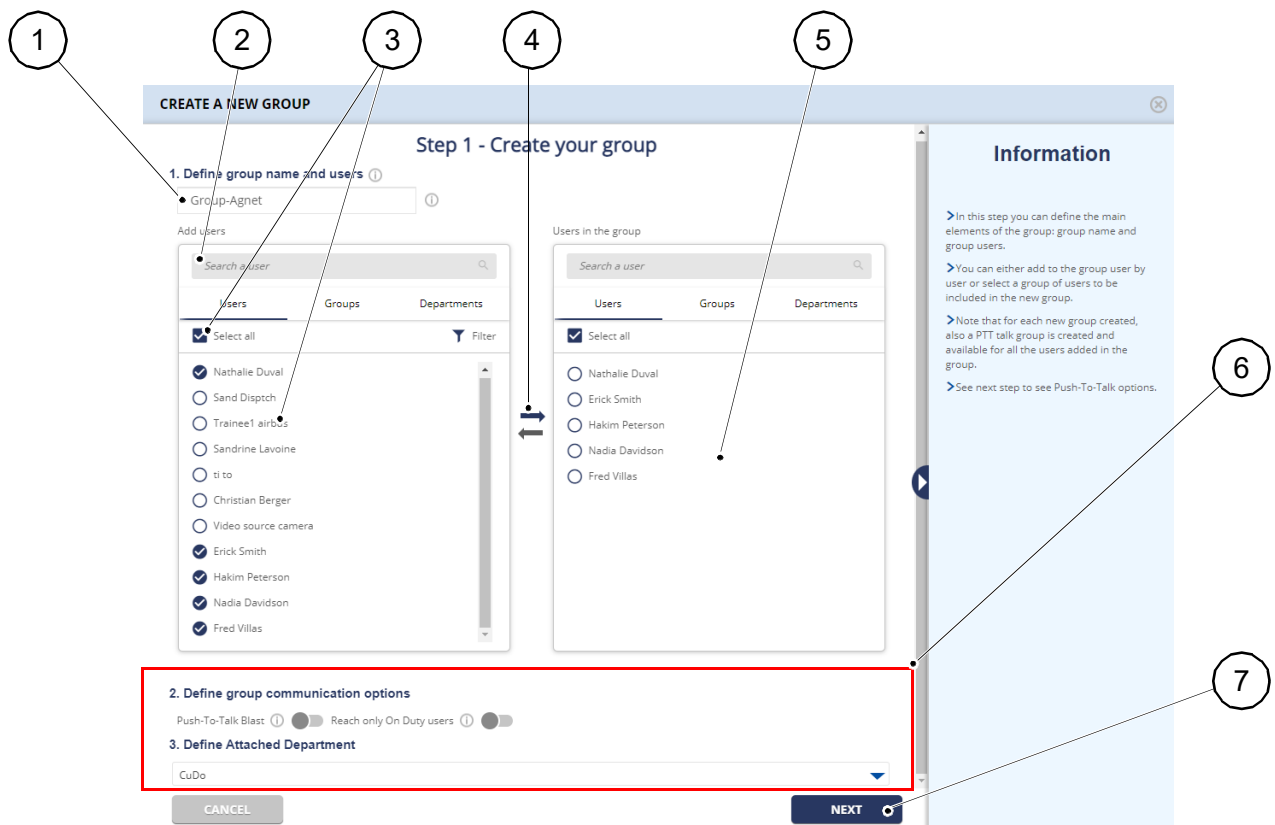 1
2
3
4
5
CREATE A NEW GROUP
Step 1 - Create your group
1. Define group name and users
Group-Agnet
Add users
Search a user
Users Groups Departments
Select all Filter
Nathalie Duval
Sand Disptch
Trainee1 airbus
Sandrine Lavoine
ti to
Christian Berger
Video source camera
Erick Smith
Hakim Peterson
Nadia Davidson
Fred Villas
Users in the group
Search a user
Users Groups Departments
Select all
Nathalie Duval
Erick Smith
Hakim Peterson
Nadia Davidson
Fred Villas
Information
In this step you can define the main
elements of the group: group name and
group users.
You can either add to the group user by
user or select a group of users to be
included in the new group.
Note that for each new group created,
also a PTT talk group is created and
available for all the users added in the
group.
See next step to see Push-To-Talk options.
6
7
2. Define group communication options
Push-To-Talk Blast Reach only On Duty users
3. Define Attached Department
CuDo
CANCEL
NEXT